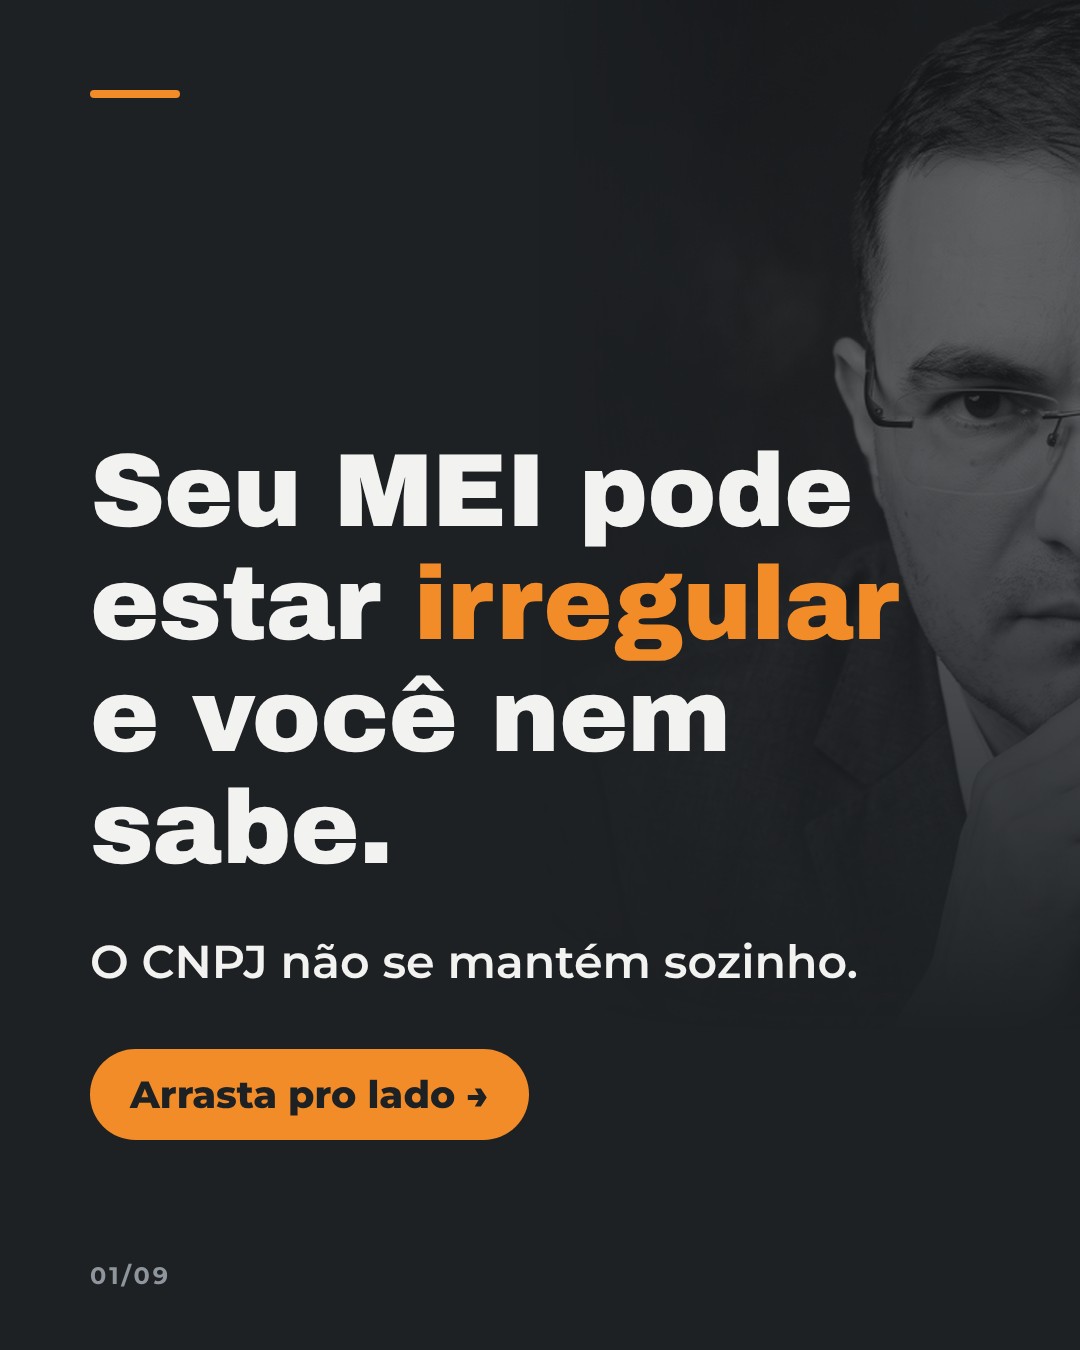 Seu MEI pode
estar irregular
e você nem
sabe.
O CNPJ não se mantém sozinho.
Arrasta pro lado →
01/09